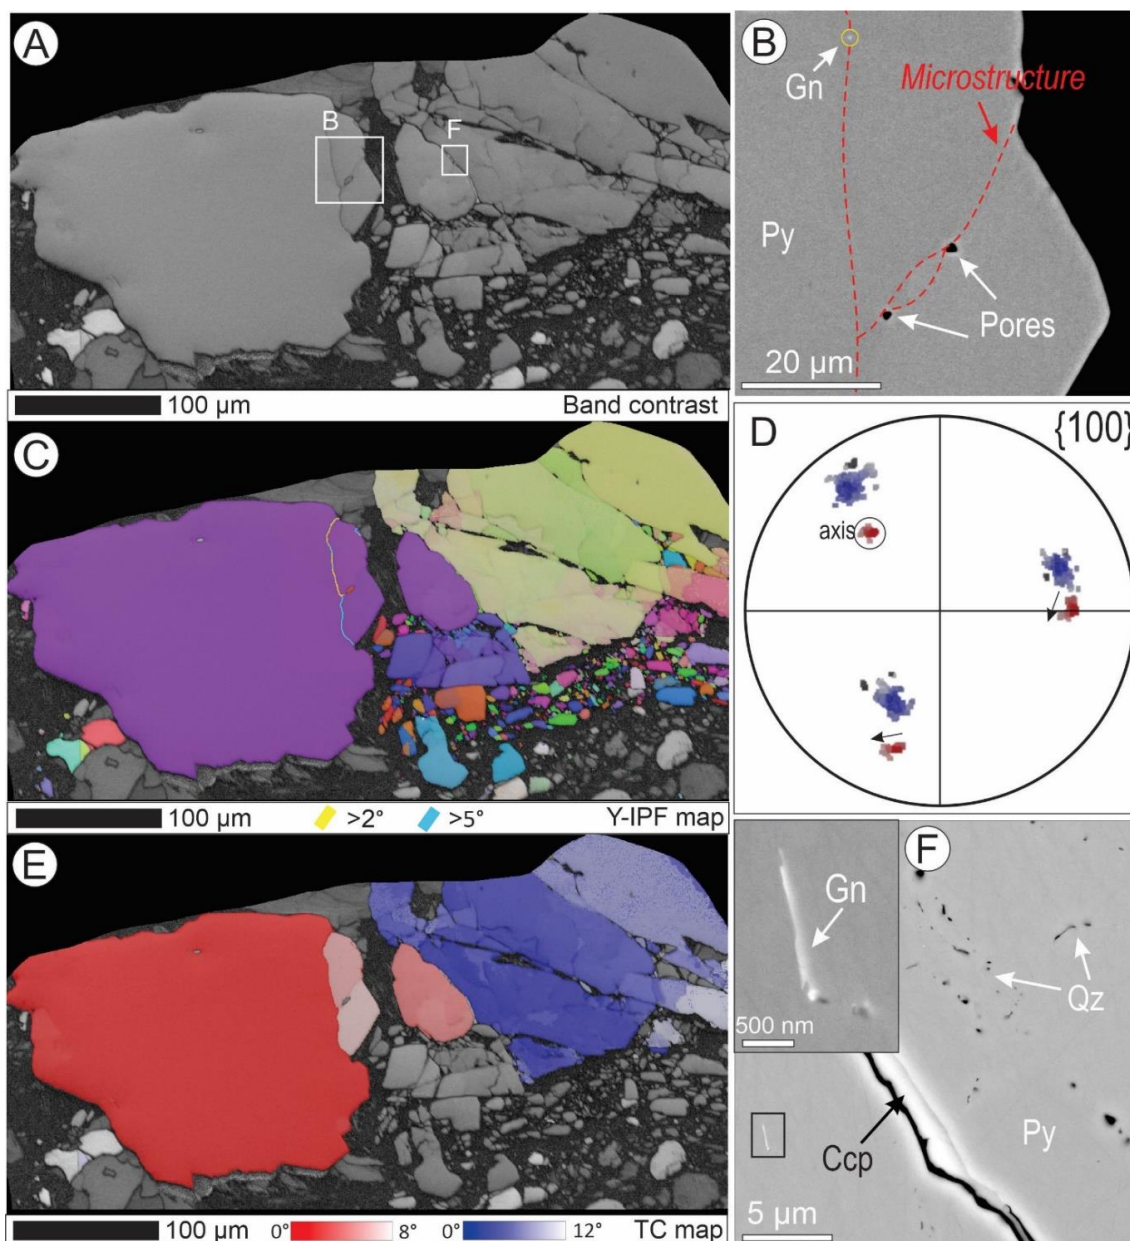 A
B
F
100 µm
Band contrast
B
Gn
Microstructure
Py
Pores
20 µm
C
100 µm
>2°
>5°
Y-IPF map
D
{100}
axis
E
100 µm
0°
8°
0°
12°
TC map
F
Gn
500 nm
Qz
Ccp
Py
5 µm